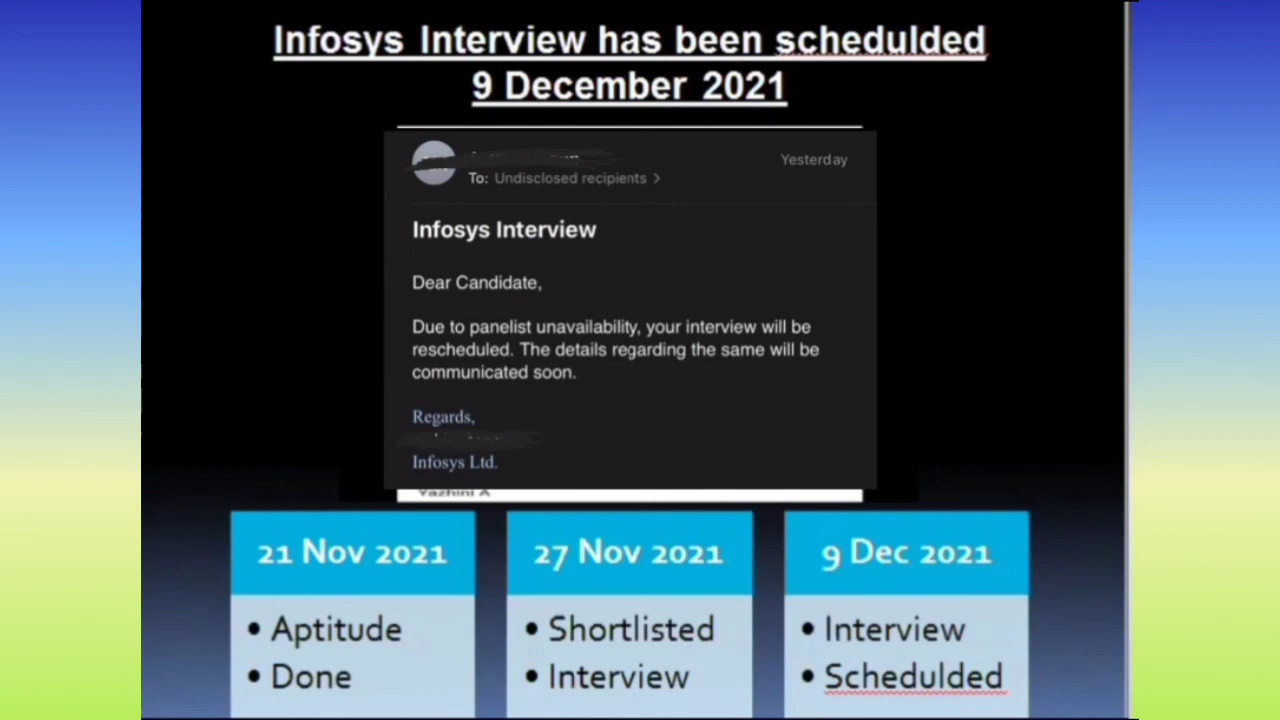 Infosys Interview has been schedulded
9 December 2021
Yesterday
To: Undisclosed recipients >
Infosys Interview
Dear Candidate,
Due to panelist unavailability, your interview will be
rescheduled. The details regarding the same will be
communicated soon.
Regards,
Infosys Ltd.
Yazhini A
21 Nov 2021
• Aptitude
• Done
27 Nov 2021
• Shortlisted
• Interview
9 Dec 2021
• Interview
• Schedulded